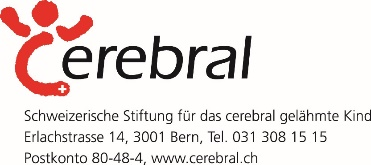 Cerebral
Schweizerische Stiftung für das cerebral gelähmte Kind
Erlachstrasse 14, 3001 Bern, Tel. 031 308 15 15
Postkonto 80-48-4, www.cerebral.ch